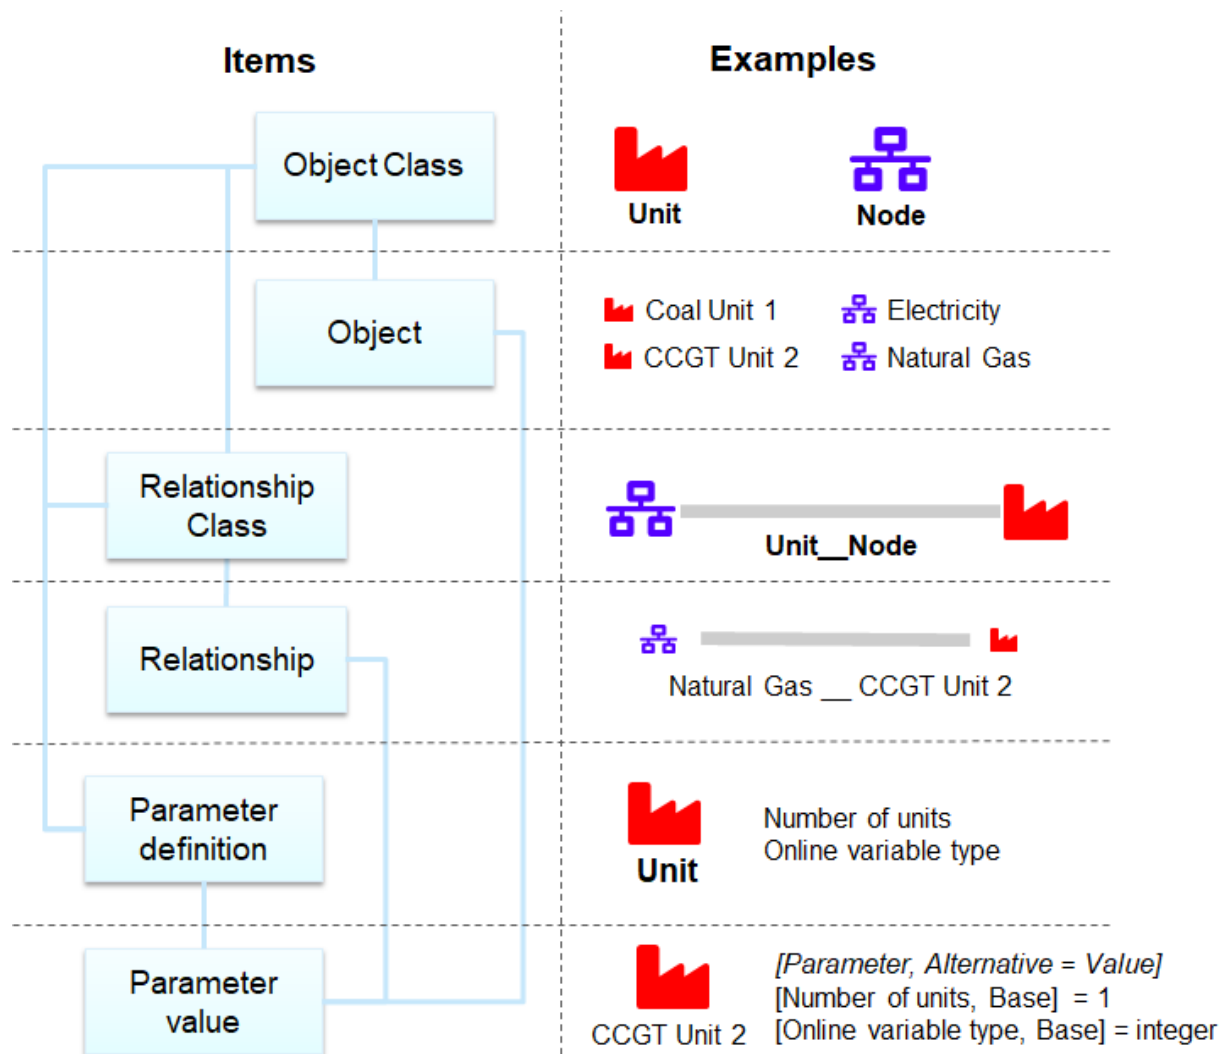 Items
Examples
Object Class
Unit
Node
Object
Coal Unit 1
Electricity
CCGT Unit 2
Natural Gas
Relationship
Class
Unit__Node
Relationship
Natural Gas __ CCGT Unit 2
Parameter
definition
Unit
Number of units
Online variable type
Parameter
value
CCGT Unit 2
[Parameter, Alternative = Value]
[Number of units, Base] = 1
[Online variable type, Base] = integer